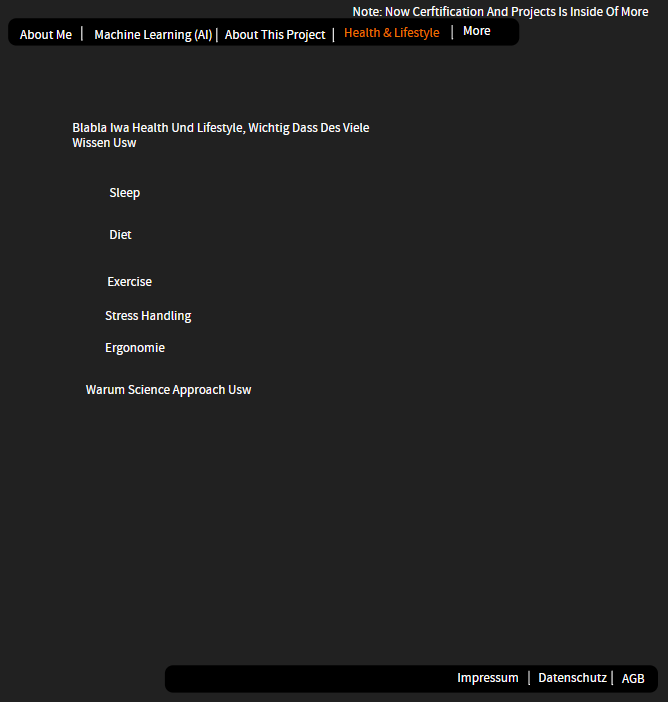 Note: Now Cerftification And Projects Is Inside Of More
About Me | Machine Learning (AI) | About This Project | Health & Lifestyle | More
Blabla Iwa Health Und Lifestyle, Wichtig Dass Des Viele
Wissen Usw
Sleep
Diet
Exercise
Stress Handling
Ergonomie
Warum Science Approach Usw
Impressum | Datenschutz | AGB